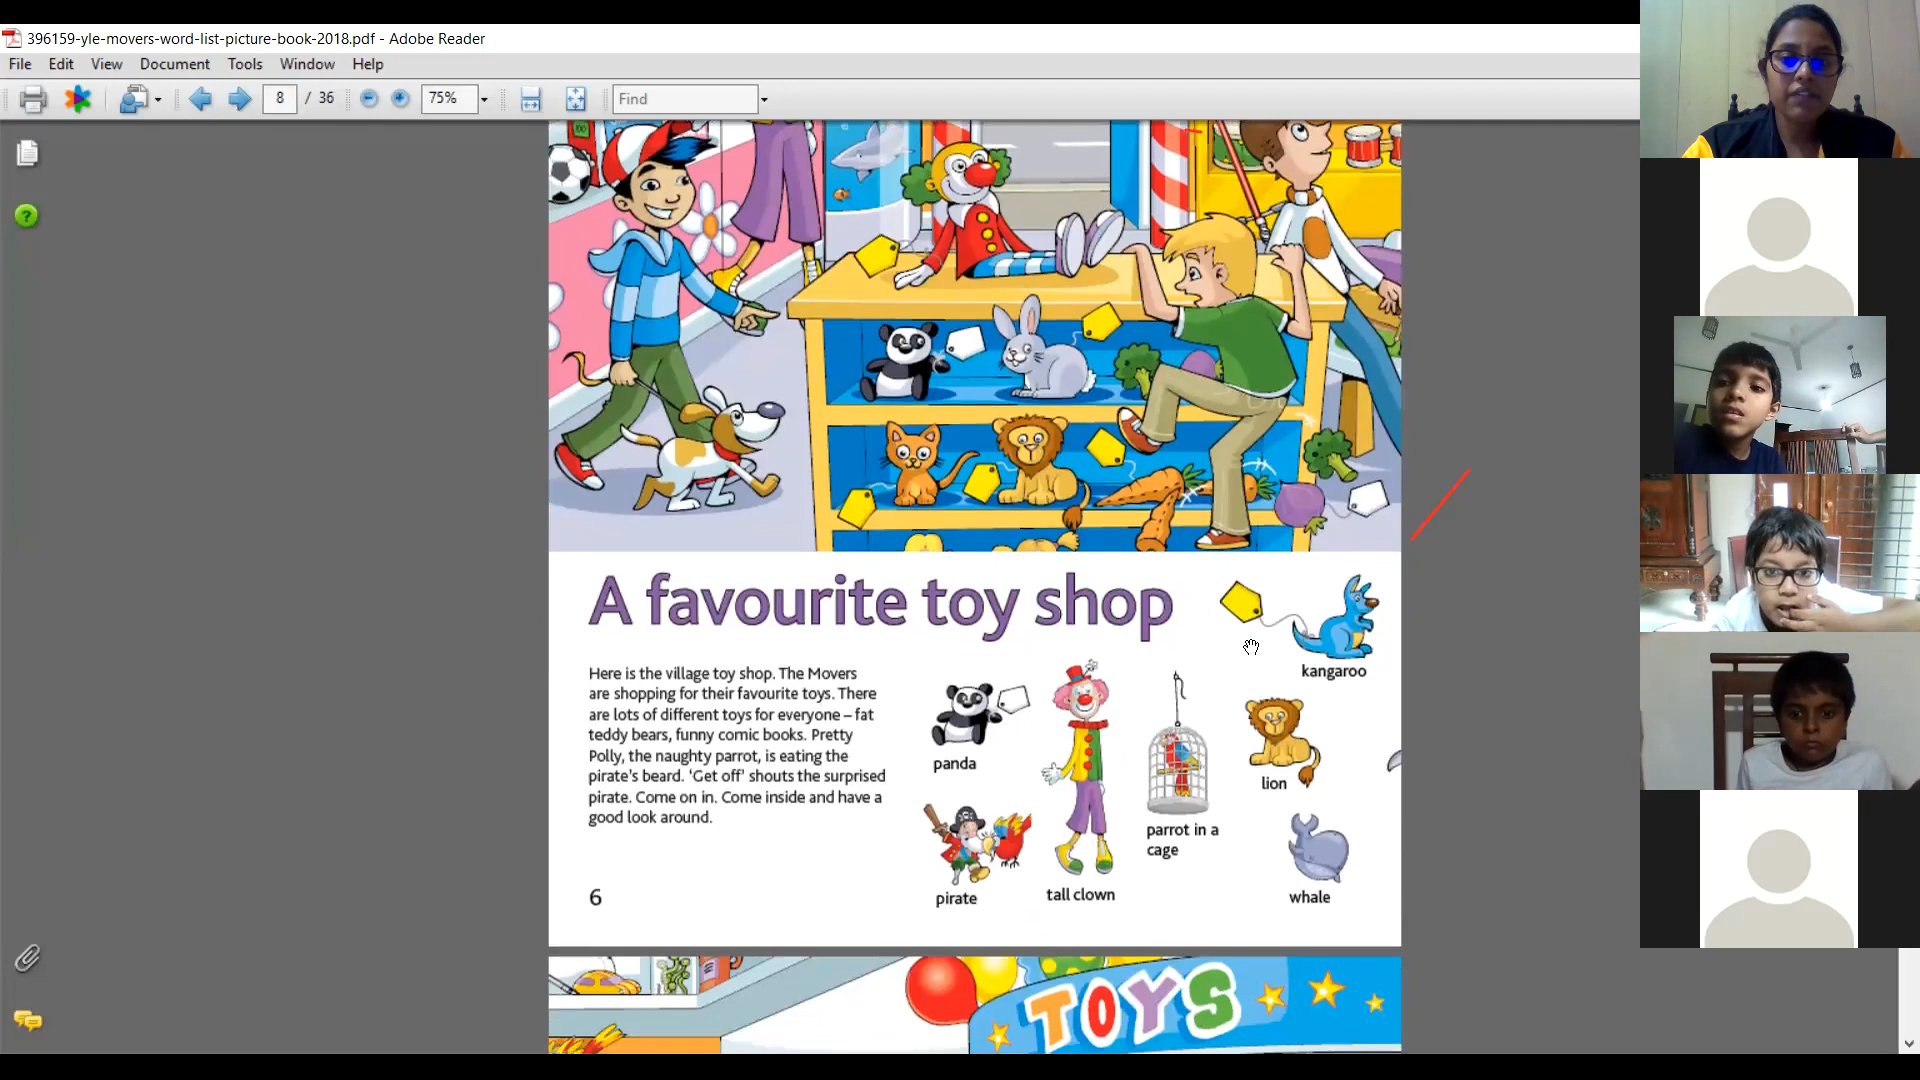 396159-yle-movers-word-list-picture-book-2018.pdf - Adobe Reader
File Edit View Document Tools Window Help
8 / 36 75% Find
A favourite toy shop
Here is the village toy shop. The Movers
are shopping for their favourite toys. There
are lots of different toys for everyone – fat
teddy bears, funny comic books. Pretty
Polly, the naughty parrot, is eating the
pirate's beard. 'Get off' shouts the surprised
pirate. Come on in. Come inside and have a
good look around.
kangaroo
panda
lion
parrot in a
cage
pirate
tall clown
whale
6
TOYS